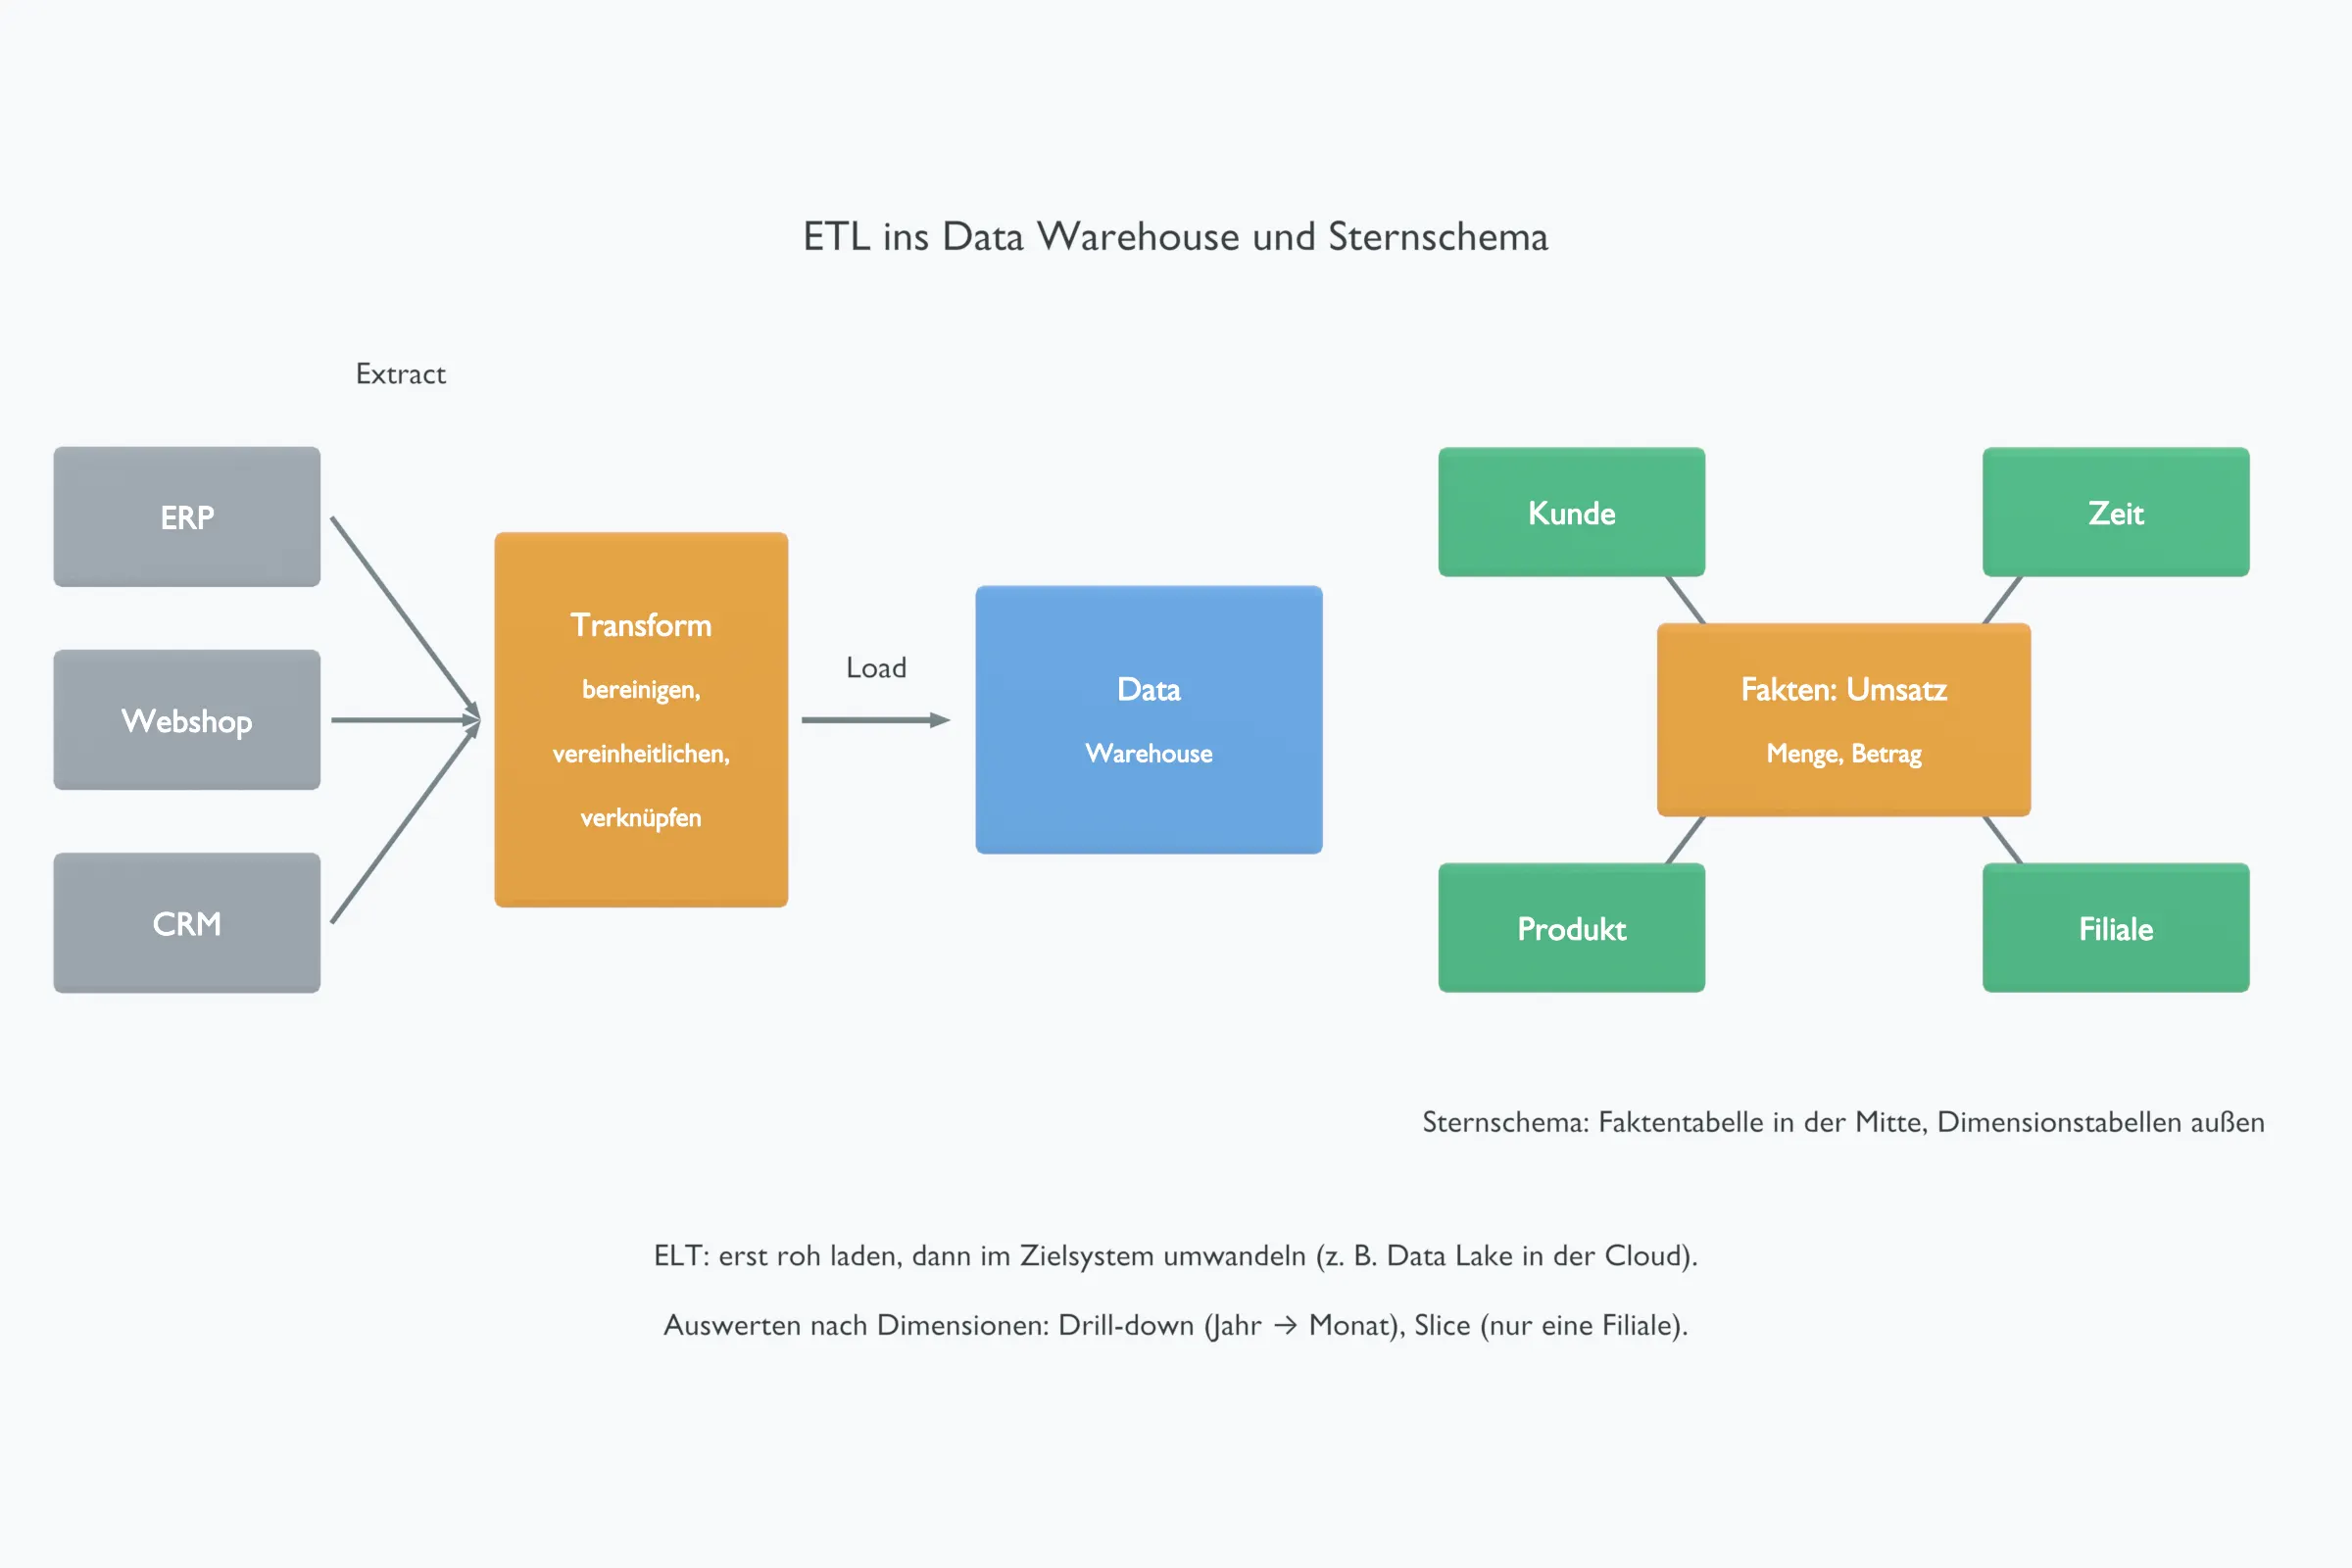 ETL ins Data Warehouse und Sternschema
Extract
ERP
Webshop
CRM
Transform
bereinigen,
vereinheitlichen,
verknüpfen
Load
Data
Warehouse
Kunde
Zeit
Fakten: Umsatz
Menge, Betrag
Produkt
Filiale
Sternschema: Faktentabelle in der Mitte, Dimensionstabellen außen
ELT: erst roh laden, dann im Zielsystem umwandeln (z. B. Data Lake in der Cloud).
Auswerten nach Dimensionen: Drill-down (Jahr → Monat), Slice (nur eine Filiale).